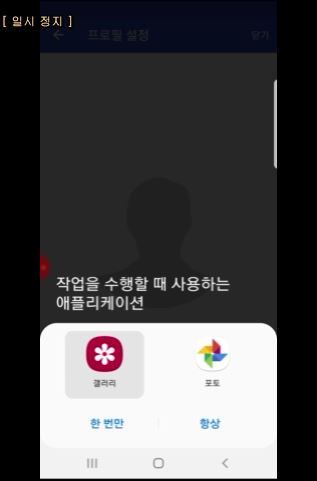 [ 일시 정지 ]
프로필 설정
닫기
작업을 수행할 때 사용하는
애플리케이션
갤러리
포토
한 번만
항상